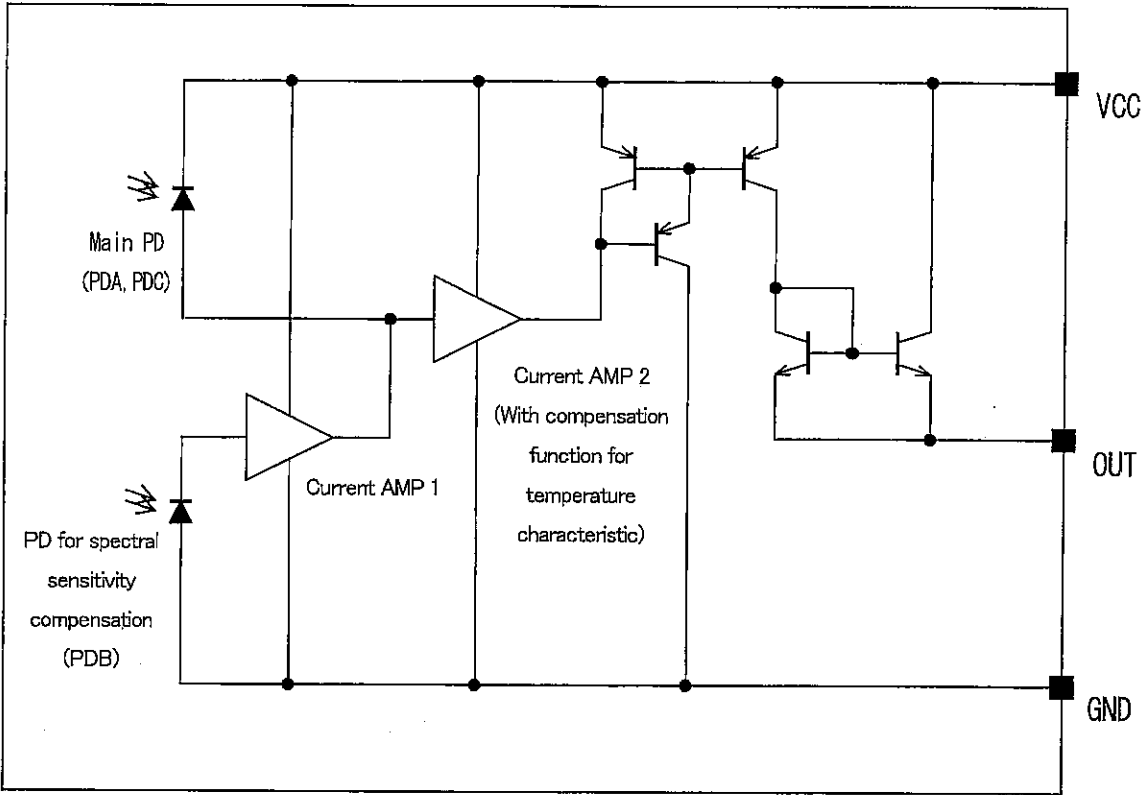 VCC
Main PD
(PDA, PDC)
Current AMP 2
(With compensation
function for
temperature
characteristic)
OUT
Current AMP 1
PD for spectral
sensitivity
compensation
(PDB)
GND